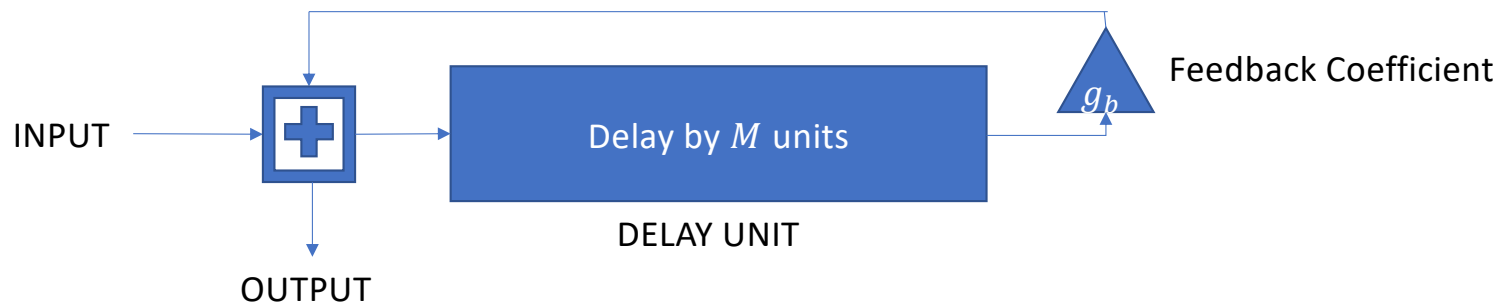 Feedback Coefficient
g_b
INPUT
Delay by M units
DELAY UNIT
OUTPUT